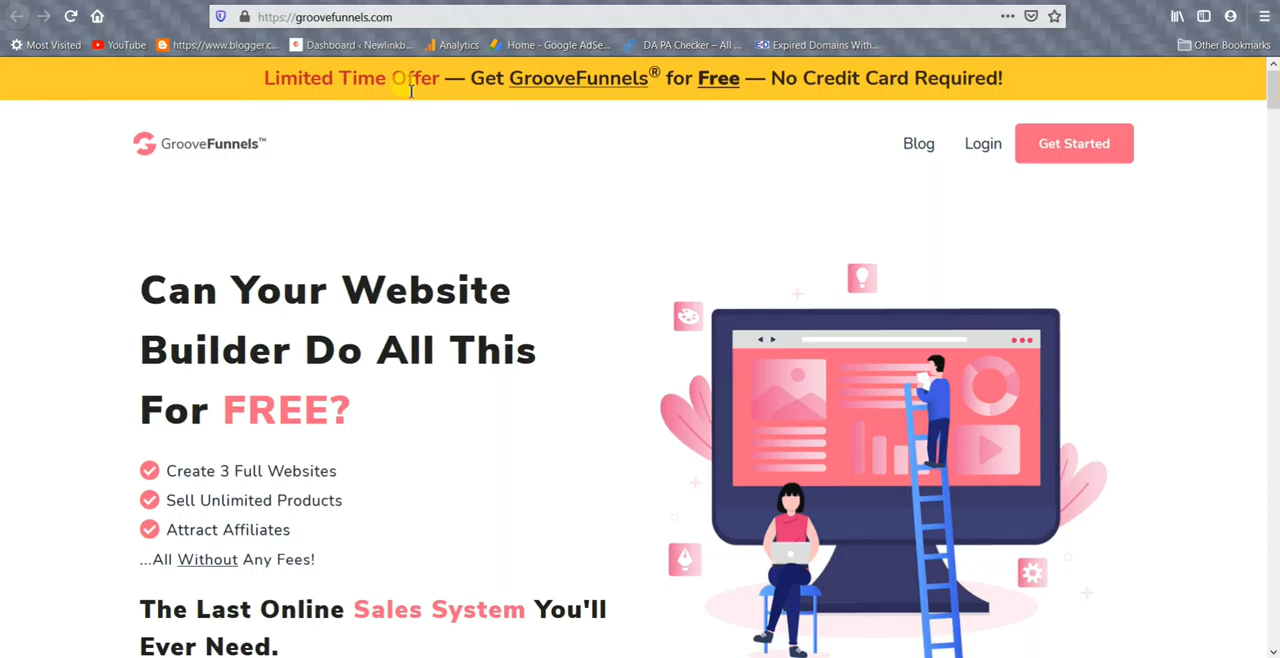 https://groovefunnels.com
Most Visited YouTube https://www.blogger.c... Dashboard ‹ Newlinkb... Analytics Home - Google AdSe... DA PA Checker – All ... ED Expired Domains With... Other Bookmarks
Limited Time Offer — Get GrooveFunnels® for Free — No Credit Card Required!
GrooveFunnels™ Blog Login Get Started
Can Your Website
Builder Do All This
For FREE?
Create 3 Full Websites
Sell Unlimited Products
Attract Affiliates
...All Without Any Fees!
The Last Online Sales System You'll
Ever Need.